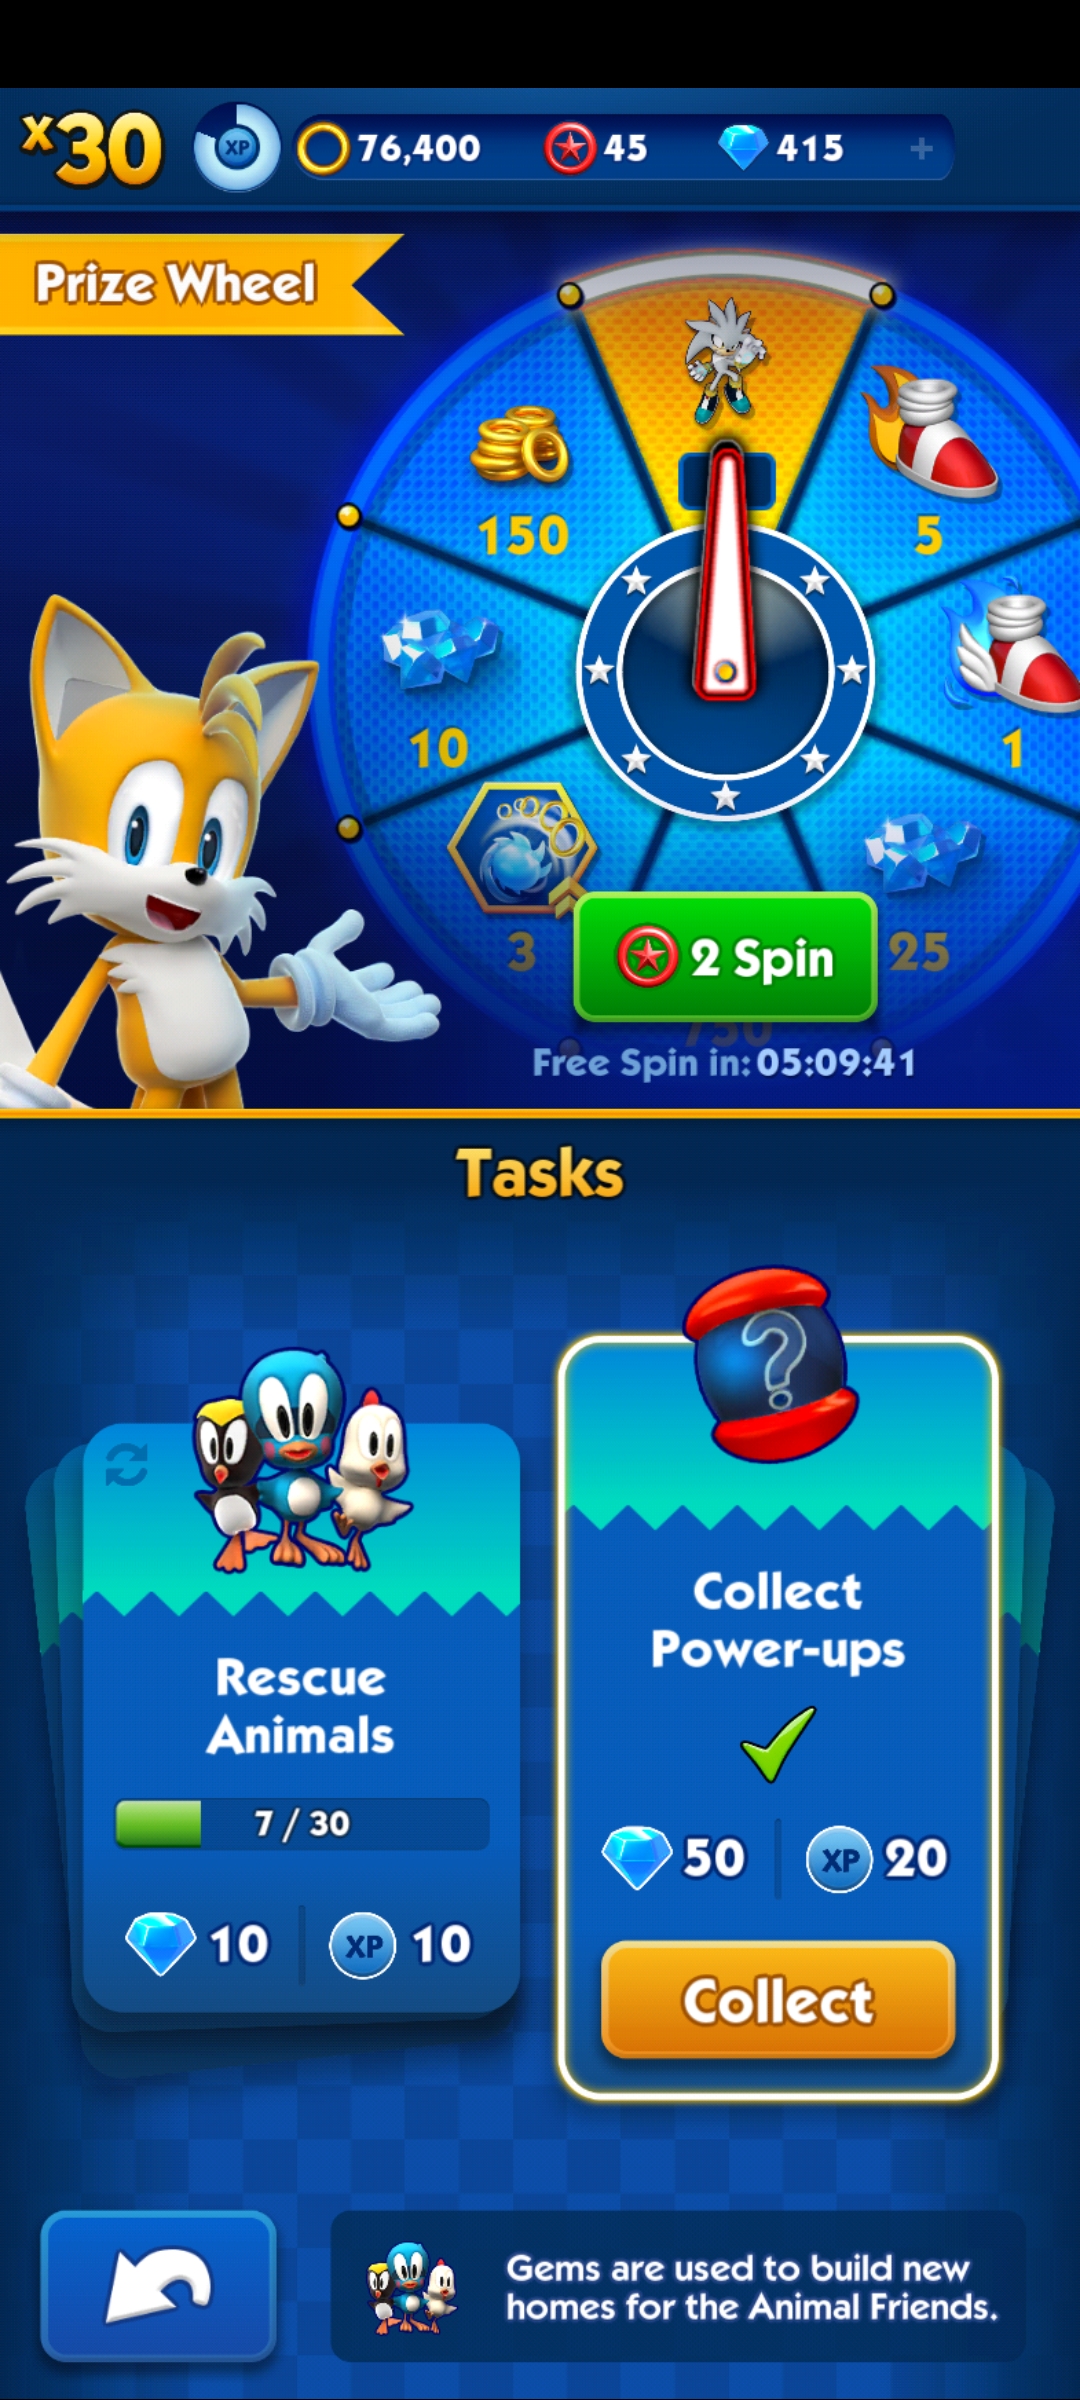 x30
XP
76,400
45
415
Prize Wheel
150
5
10
1
3
2 Spin
25
750
Free Spin in: 05:09:41
Tasks
?
Rescue
Animals
7 / 30
10
XP 10
Collect
Power-ups
50
XP 20
Collect
Gems are used to build new
homes for the Animal Friends.